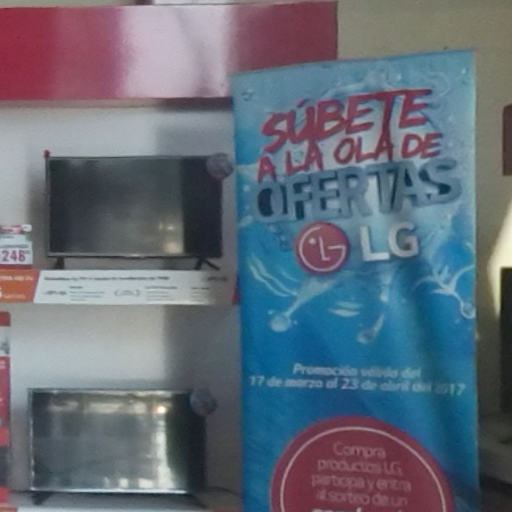 SÚBETE
A LA OLA DE
OFERTAS
LG
Promoción válida del
17 de marzo al 23 de abril del 2017
Compra
productos LG,
participa y entra
al sorteo de un
248